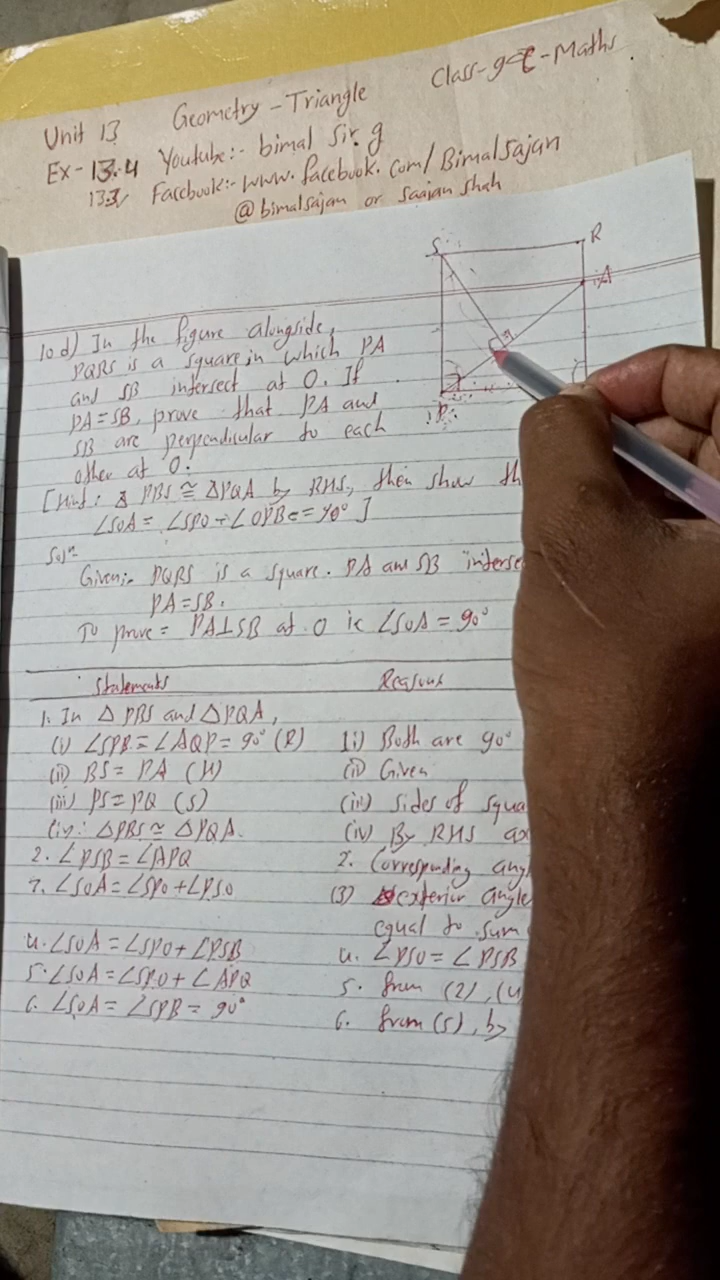 Unit 13 Geometry - Triangle Class-9 - Maths
Ex - 13.4 Youtube:- bimal sir g
13.3 Facebook:- www.facebook.com/Bimalsajan
@bimalsajan or saajan shah
S R
A
10. d) In the figure alongside,
PQRS is a square in which PA
and SB intersect at O. If
PA = SB, prove that PA and
SB are perpendicular to each
other at O.
P
[Hint: Δ PBS ≅ ΔPQA by RHS, then show th
∠SOA = ∠SPO + ∠OPB = 90° ]
Solⁿ
Given:- PQRS is a square. PA and SB interse
PA = SB.
To prove = PA⊥SB at O ie ∠SOA = 90°
Statements Reasons
1. In Δ PBS and ΔPQA,
(i) ∠SPB = ∠AQP = 90° (R) 1i) Both are 90°
(ii) BS = PA (H) (ii) Given
(iii) PS = PQ (S) (iii) sides of squa
(iv) ∴ ΔPBS ≅ ΔPQA. (iv) By RHS ax
2. ∠PSB = ∠APQ 2. Corresponding ang
3. ∠SOA = ∠SPO + ∠PSO (3) exterior angle
equal to sum
4. ∠SOA = ∠SPO + ∠PSB 4. ∠PSO = ∠PSB
5. ∠SOA = ∠SPO + ∠APQ 5. from (2), (4
6. ∠SOA = ∠SPB = 90° 6. from (5), by